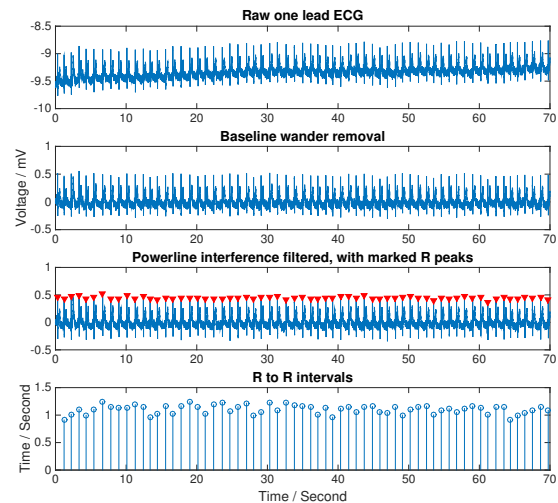 Raw one lead ECG
-8.5
-9
-9.5
-10
0 10 20 30 40 50 60 70
Baseline wander removal
Voltage / mV
1
0.5
0
-0.5
0 10 20 30 40 50 60 70
Powerline interference filtered, with marked R peaks
1
0.5
0
-0.5
0 10 20 30 40 50 60 70
R to R intervals
Time / Second
1.5
1
0.5
0
0 10 20 30 40 50 60 70
Time / Second